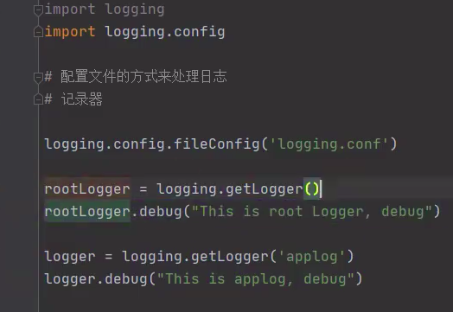 import logging
import logging.config
# 配置文件的方式来处理日志
# 记录器
logging.config.fileConfig('logging.conf')
rootLogger = logging.getLogger()
rootLogger.debug("This is root Logger, debug")
logger = logging.getLogger('applog')
logger.debug("This is applog, debug")